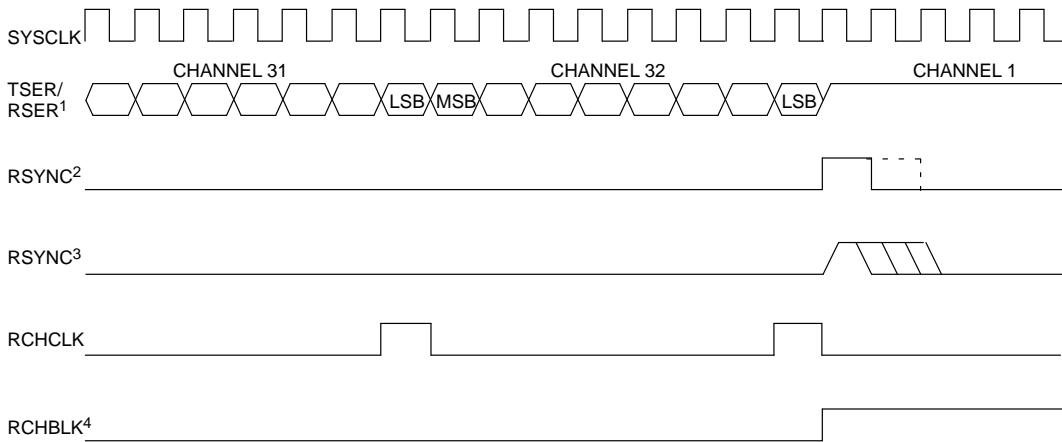 SYSCLK
CHANNEL 31 CHANNEL 32 CHANNEL 1
TSER/
RSER1 LSB MSB LSB
RSYNC2
RSYNC3
RCHCLK
RCHBLK4